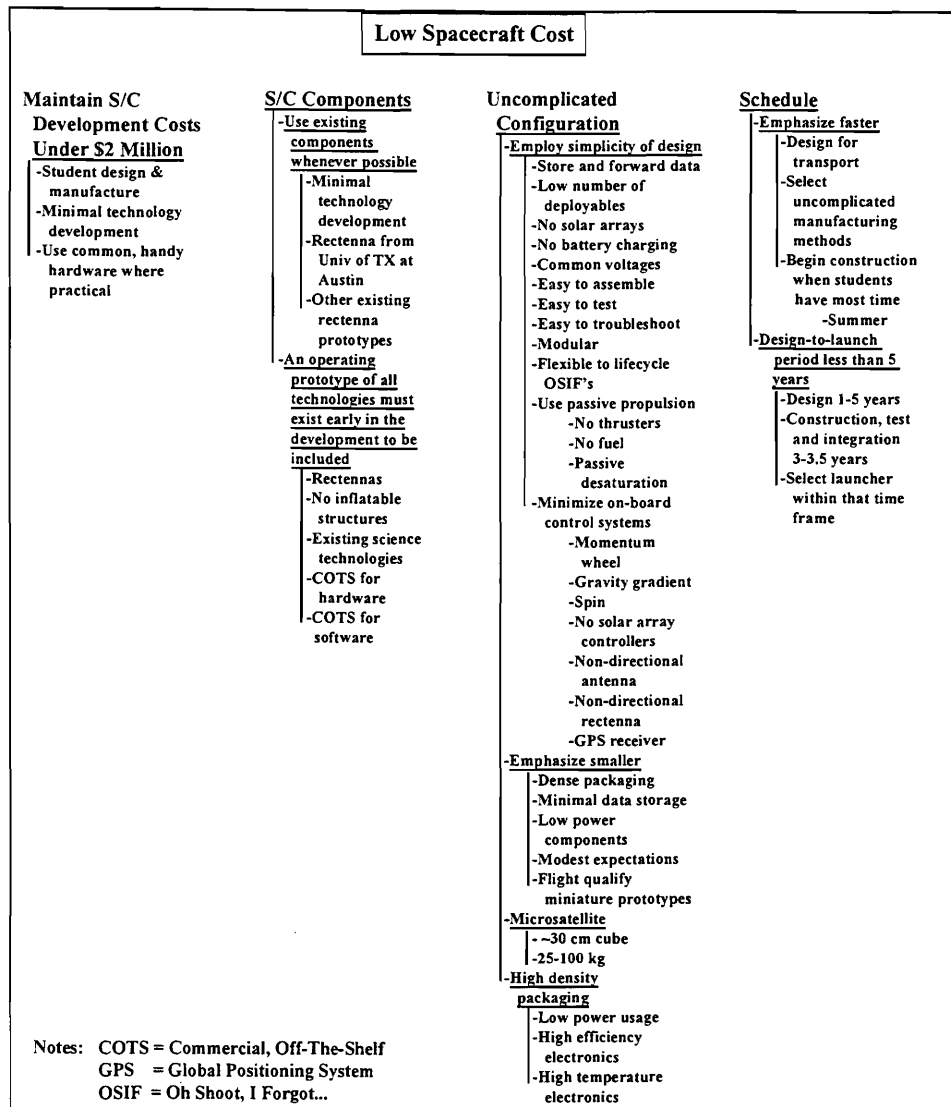 Low Spacecraft Cost
Maintain S/C
Development Costs
Under $2 Million
-Student design &
manufacture
-Minimal technology
development
-Use common, handy
hardware where
practical
S/C Components
-Use existing
components
whenever possible
-Minimal
technology
development
-Rectenna from
Univ of TX at
Austin
-Other existing
rectenna
prototypes
-An operating
prototype of all
technologies must
exist early in the
development to be
included
-Rectennas
-No inflatable
structures
-Existing science
technologies
-COTS for
hardware
-COTS for
software
Uncomplicated
Configuration
-Employ simplicity of design
-Store and forward data
-Low number of
deployables
-No solar arrays
-No battery charging
-Common voltages
-Easy to assemble
-Easy to test
-Easy to troubleshoot
-Modular
-Flexible to lifecycle
OSIF's
-Use passive propulsion
-No thrusters
-No fuel
-Passive
desaturation
-Minimize on-board
control systems
-Momentum
wheel
-Gravity gradient
-Spin
-No solar array
controllers
-Non-directional
antenna
-Non-directional
rectenna
-GPS receiver
-Emphasize smaller
-Dense packaging
-Minimal data storage
-Low power
components
-Modest expectations
-Flight qualify
miniature prototypes
-Microsatellite
- ~30 cm cube
-25-100 kg
-High density
packaging
-Low power usage
-High efficiency
electronics
-High temperature
electronics
Schedule
-Emphasize faster
-Design for
transport
-Select
uncomplicated
manufacturing
methods
-Begin construction
when students
have most time
-Summer
-Design-to-launch
period less than 5
years
-Design 1-5 years
-Construction, test
and integration
3-3.5 years
-Select launcher
within that time
frame
Notes: COTS = Commercial, Off-The-Shelf
GPS = Global Positioning System
OSIF = Oh Shoot, I Forgot...